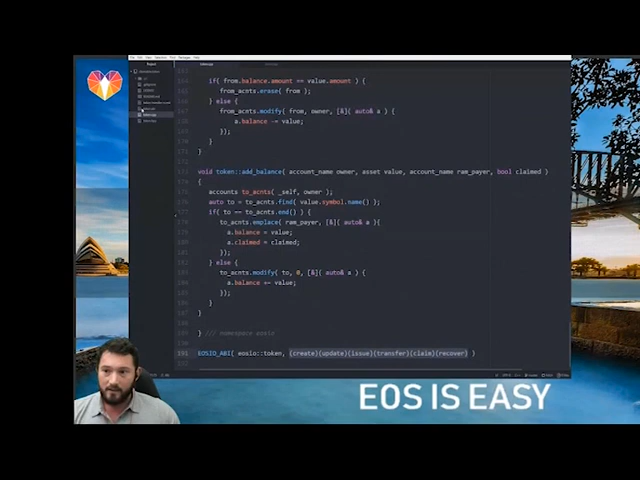 if( from.balance.amount == value.amount ) {
from_acnts.erase( from );
} else {
from_acnts.modify( from, owner, [&]( auto& a ) {
a.balance -= value;
});
}
}
void token::add_balance( account_name owner, asset value, account_name ram_payer, bool claimed )
{
accounts to_acnts( _self, owner );
auto to = to_acnts.find( value.symbol.name() );
if( to == to_acnts.end() ) {
to_acnts.emplace( ram_payer, [&]( auto& a ){
a.balance = value;
a.claimed = claimed;
});
} else {
to_acnts.modify( to, 0, [&]( auto& a ) {
a.balance += value;
});
}
}
} /// namespace eosio
EOSIO_ABI( eosio::token, (create)(update)(issue)(transfer)(claim)(recover) )
EOS IS EASY